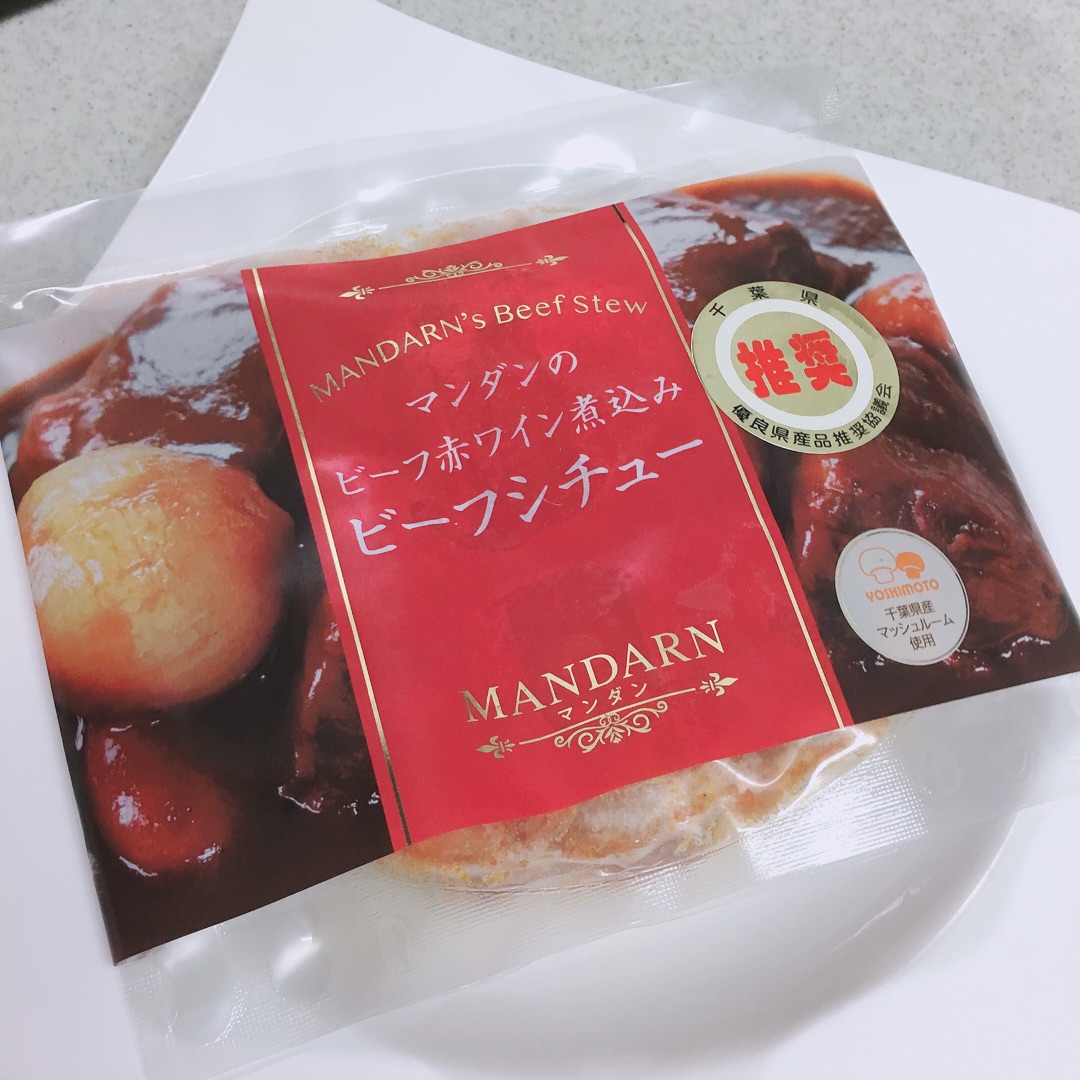 MANDARN's Beef Stew
マンダンの
ビーフ赤ワイン煮込み
ビーフシチュー
MANDARN
マンダン
千葉県
推奨
優良県産品推奨協議会
YOSHIMOTO
千葉県産
マッシュルーム
使用